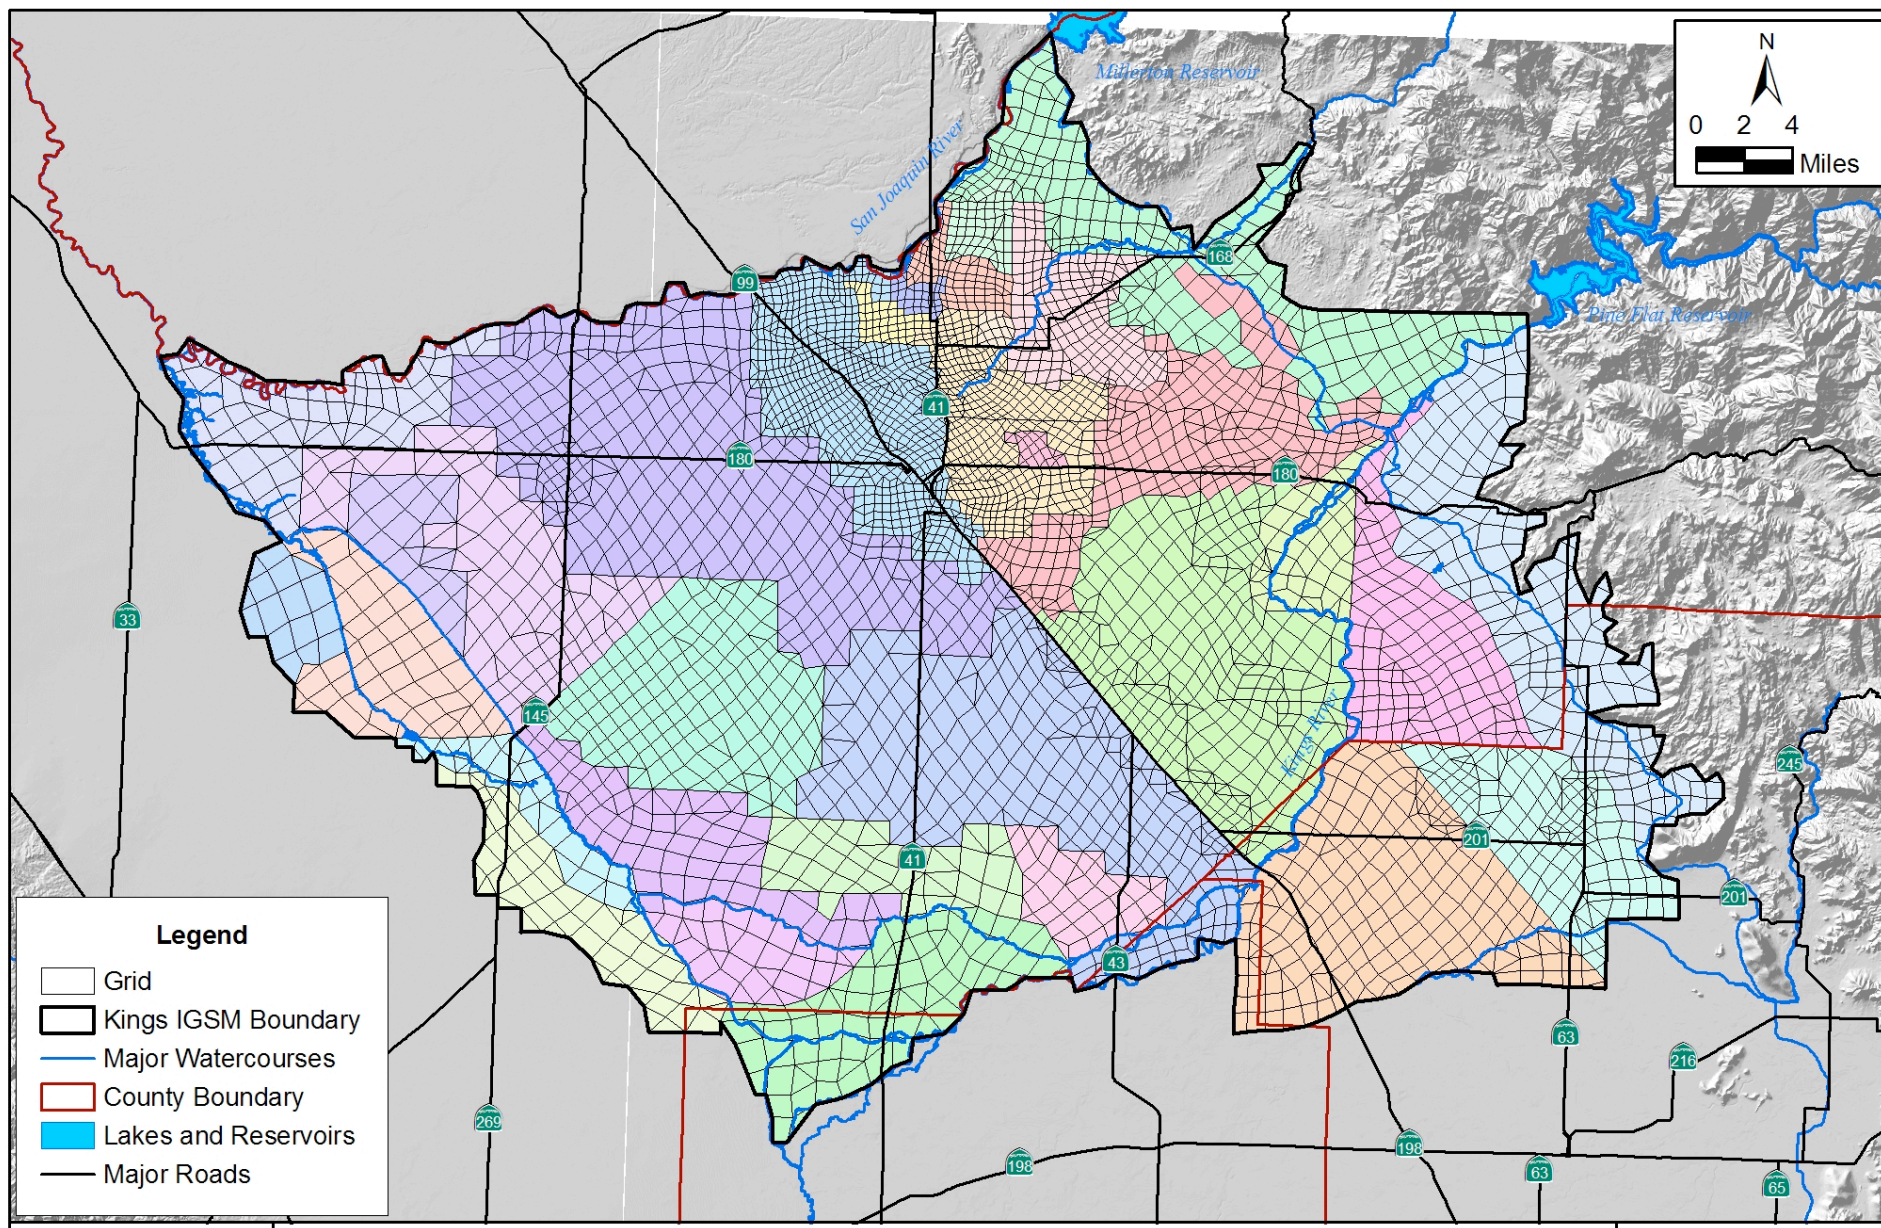 N
0 2 4
Miles
Millerton Reservoir
San Joaquin River
168
99
Pine Flat Reservoir
41
180
180
33
145
Kings River
245
201
41
201
43
Legend
Grid
Kings IGSM Boundary
Major Watercourses
County Boundary
Lakes and Reservoirs
Major Roads
63
216
269
198
198
63
65